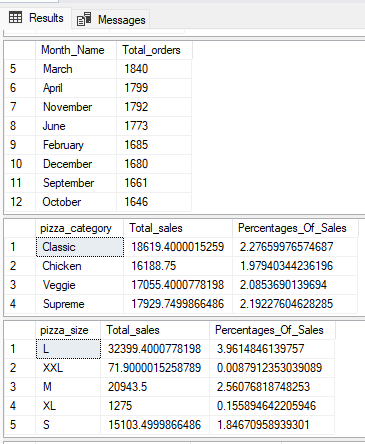 Results Messages
Month_Name Total_orders
5 March 1840
6 April 1799
7 November 1792
8 June 1773
9 February 1685
10 December 1680
11 September 1661
12 October 1646
pizza_category Total_sales Percentages_Of_Sales
1 Classic 18619.4000015259 2.27659976574687
2 Chicken 16188.75 1.97940344236196
3 Veggie 17055.4000778198 2.0853690139694
4 Supreme 17929.7499866486 2.19227604628285
pizza_size Total_sales Percentages_Of_Sales
1 L 32399.4000778198 3.9614846139757
2 XXL 71.9000015258789 0.0087912353039089
3 M 20943.5 2.56076818748253
4 XL 1275 0.155894642205946
5 S 15103.4999866486 1.84670958939301